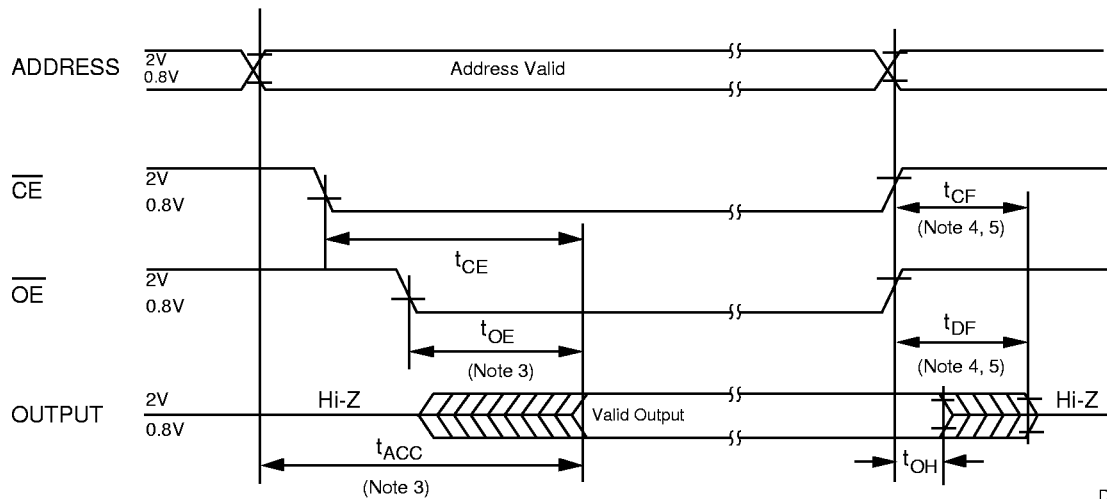 ADDRESS
2V
0.8V
Address Valid
CE
2V
0.8V
tCF
(Note 4, 5)
tCE
OE
2V
0.8V
tOE
(Note 3)
tDF
(Note 4, 5)
OUTPUT
2V
0.8V
Hi-Z
Valid Output
Hi-Z
tACC
(Note 3)
tOH